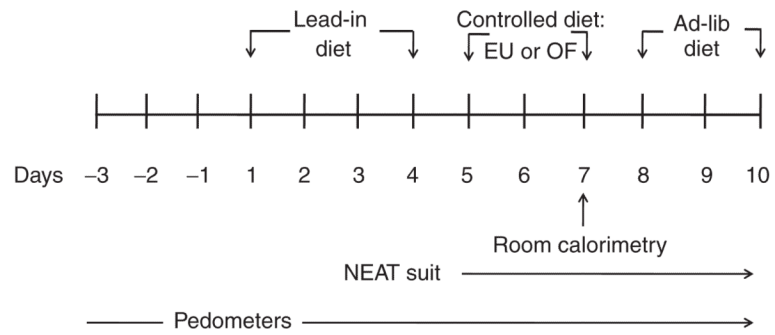 Lead-in
diet
Controlled diet:
EU or OF
Ad-lib
diet
Days –3 –2 –1 1 2 3 4 5 6 7 8 9 10
Room calorimetry
NEAT suit
Pedometers